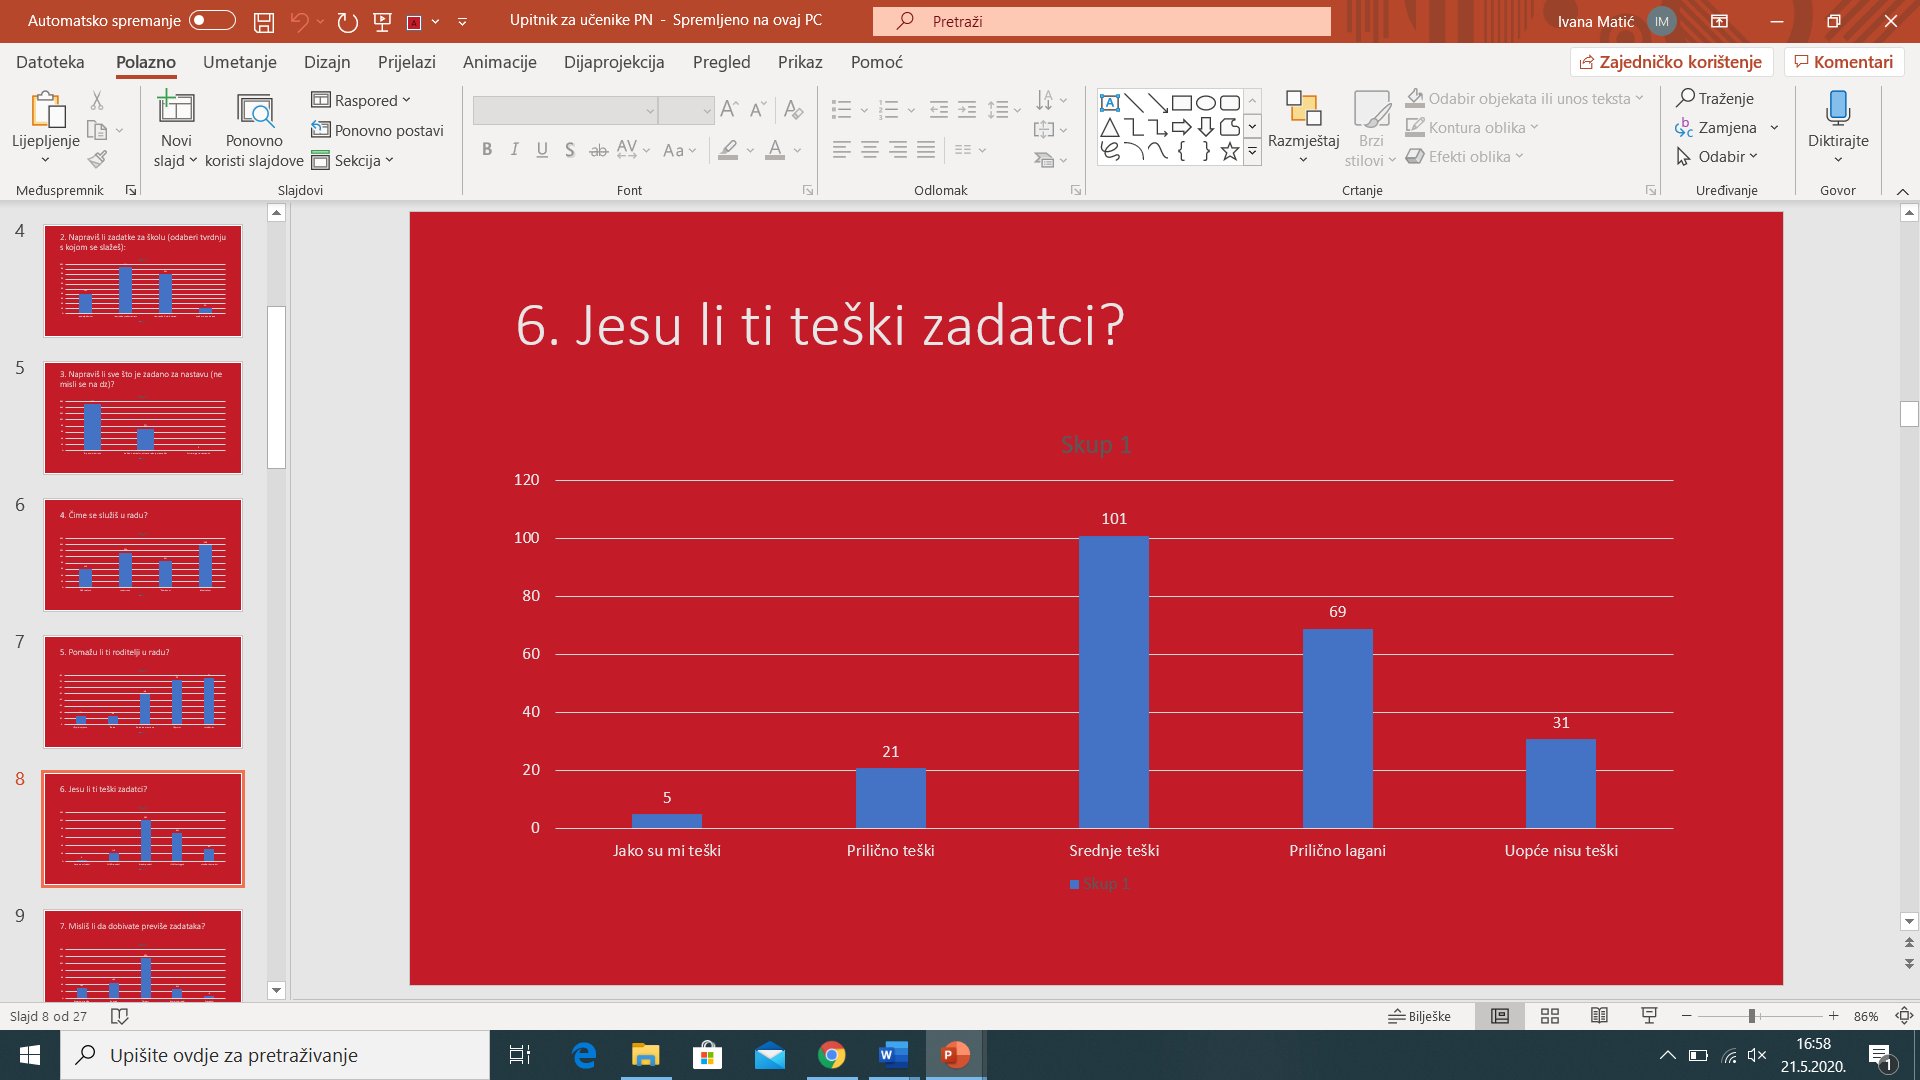 Automatsko spremanje
Upitnik za učenike PN - Spremljeno na ovaj PC
Pretraži
Ivana Matić
IM
Datoteka
Polazno
Umetanje
Dizajn
Prijelazi
Animacije
Dijaprojekcija
Pregled
Prikaz
Pomoć
Zajedničko korištenje
Komentari
Lijepljenje
Međuspremnik
Novi
slajd
Ponovno
koristi slajdove
Raspored
Ponovno postavi
Sekcija
Slajdovi
B I U S ab AV Aa A
Font
Odlomak
Razmještaj
Brzi
stilovi
Odabir objekata ili unos teksta
Kontura oblika
Efekti oblika
Crtanje
Traženje
Zamjena
Odabir
Uređivanje
Diktirajte
Govor
4
2. Napraviš li zadatke za školu (odaberi tvrdnju
s kojom se slažeš):
5
3. Napraviš li sve što je zadano za nastavu (ne
misli se na dz)?
6
4. Čime se služiš u radu?
7
5. Pomažu li ti roditelji u radu?
8
6. Jesu li ti teški zadatci?
9
7. Misliš li da dobivate previše zadataka?
6. Jesu li ti teški zadatci?
Skup 1
120
100
80
60
40
20
0
5
21
101
69
31
Jako su mi teški
Prilično teški
Srednje teški
Prilično lagani
Uopće nisu teški
Skup 1
Slajd 8 od 27
Bilješke
86%
Upišite ovdje za pretraživanje
16:58
21.5.2020.
1